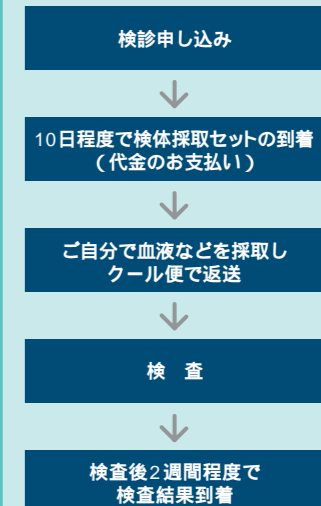 検診申し込み
10日程度で検体採取セットの到着
（代金のお支払い）
ご自分で血液などを採取し
クール便で返送
検　査
検査後2週間程度で
検査結果到着